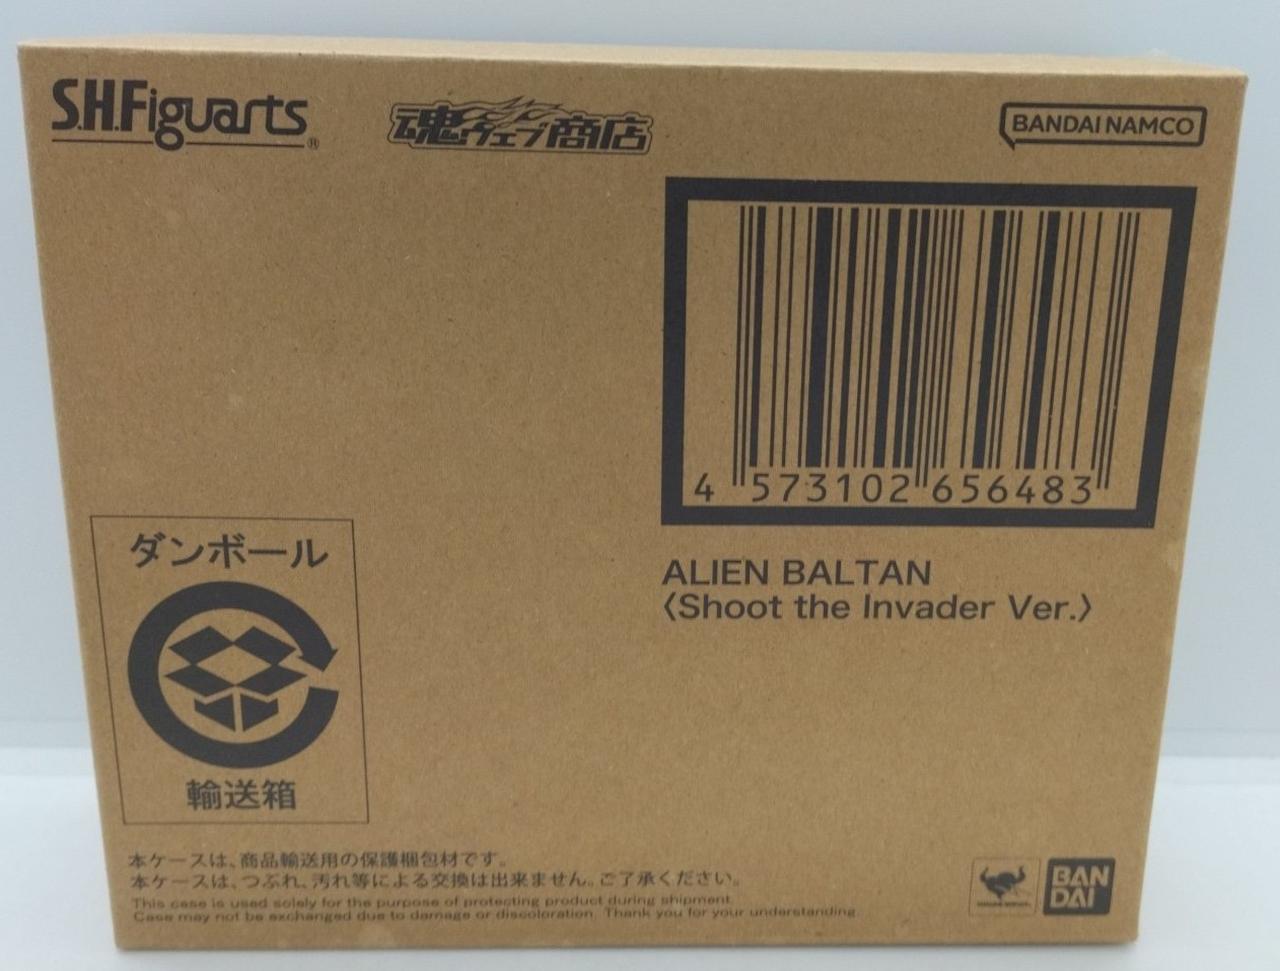 S.H.Figuarts®
魂ウェブ商店
BANDAI NAMCO
4 573102 656483
ALIEN BALTAN
〈Shoot the Invader Ver.〉
ダンボール
輸送箱
本ケースは、商品輸送用の保護梱包材です。
本ケースは、つぶれ、汚れ等による交換は出来ません。ご了承ください。
This case is used solely for the purpose of protecting product during shipment.
Case may not be exchanged due to damage or discoloration. Thank you for your understanding.
BAN
DAI